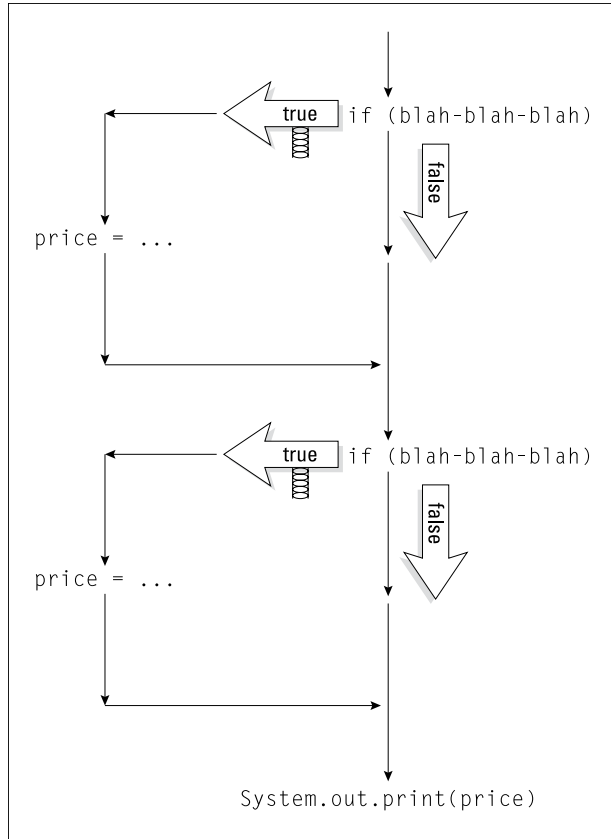 true if (blah-blah-blah)
false
price = ...
true if (blah-blah-blah)
false
price = ...
System.out.print(price)